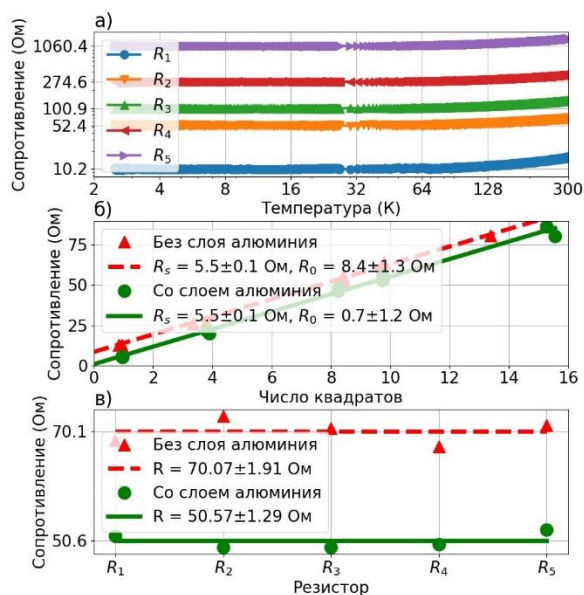 а)
Сопротивление (Ом)
1060.4
274.6
100.9
52.4
10.2
R₁
R₂
R₃
R₄
R₅
2 4 8 16 32 64 128 300
Температура (К)
б)
Сопротивление (Ом)
75
50
25
0
Без слоя алюминия
Rₛ = 5.5±0.1 Ом, R₀ = 8.4±1.3 Ом
Со слоем алюминия
Rₛ = 5.5±0.1 Ом, R₀ = 0.7±1.2 Ом
0 2 4 6 8 10 12 14 16
Число квадратов
в)
Сопротивление (Ом)
70.1
50.6
Без слоя алюминия
R = 70.07±1.91 Ом
Со слоем алюминия
R = 50.57±1.29 Ом
R₁ R₂ R₃ R₄ R₅
Резистор